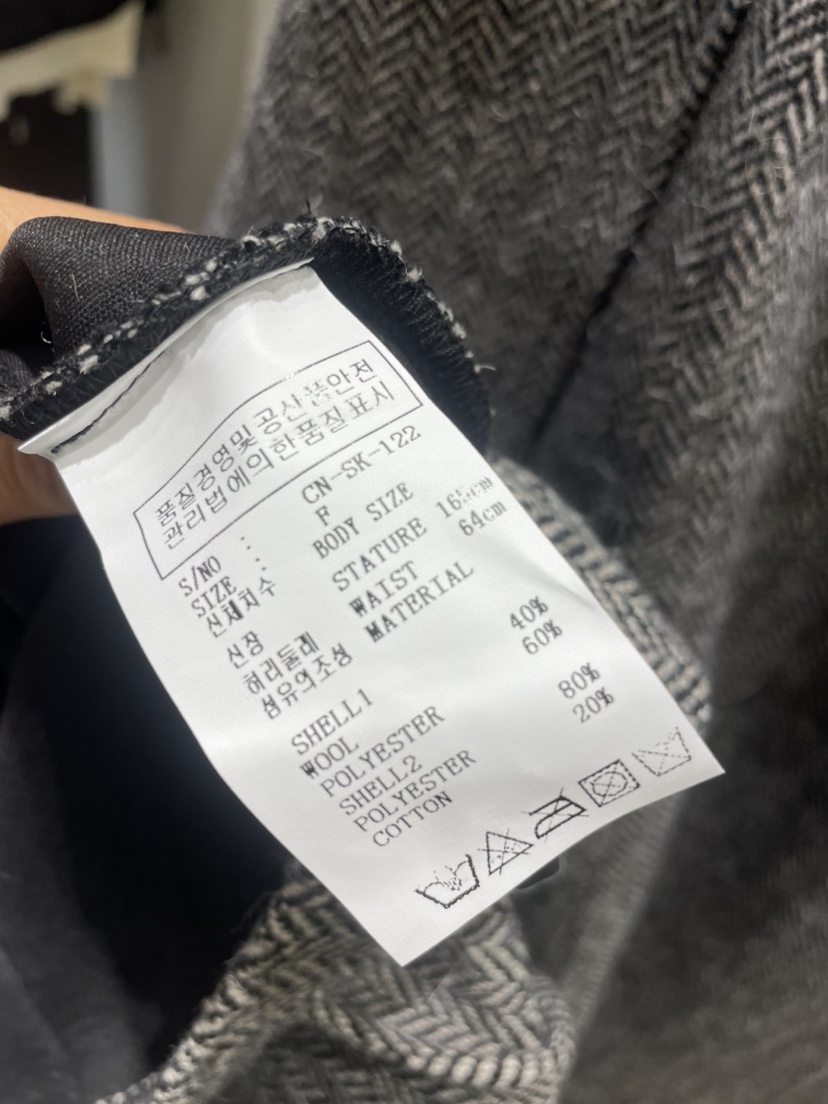 품질경영및공산품안전
관리법에의한품질표시
S/NO : CN-SK-122
SIZE : F
신체치수 BODY SIZE
신장 STATURE 165cm
허리둘레 WAIST 64cm
섬유의조성 MATERIAL
SHELL1
WOOL 40%
POLYESTER 60%
SHELL2
POLYESTER 80%
COTTON 20%